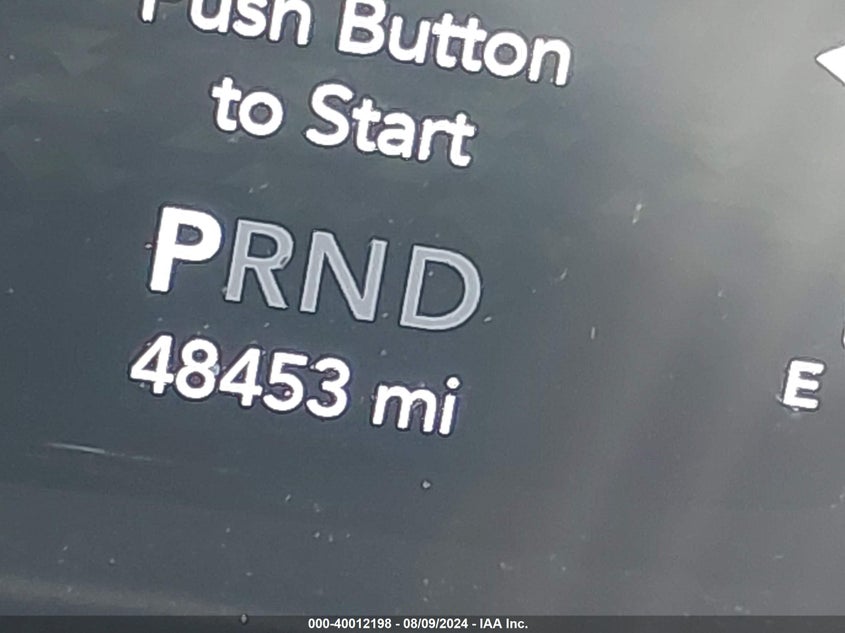 Push Button
to Start
PRND
48453 mi
E
000-40012198 - 08/09/2024 - IAA Inc.